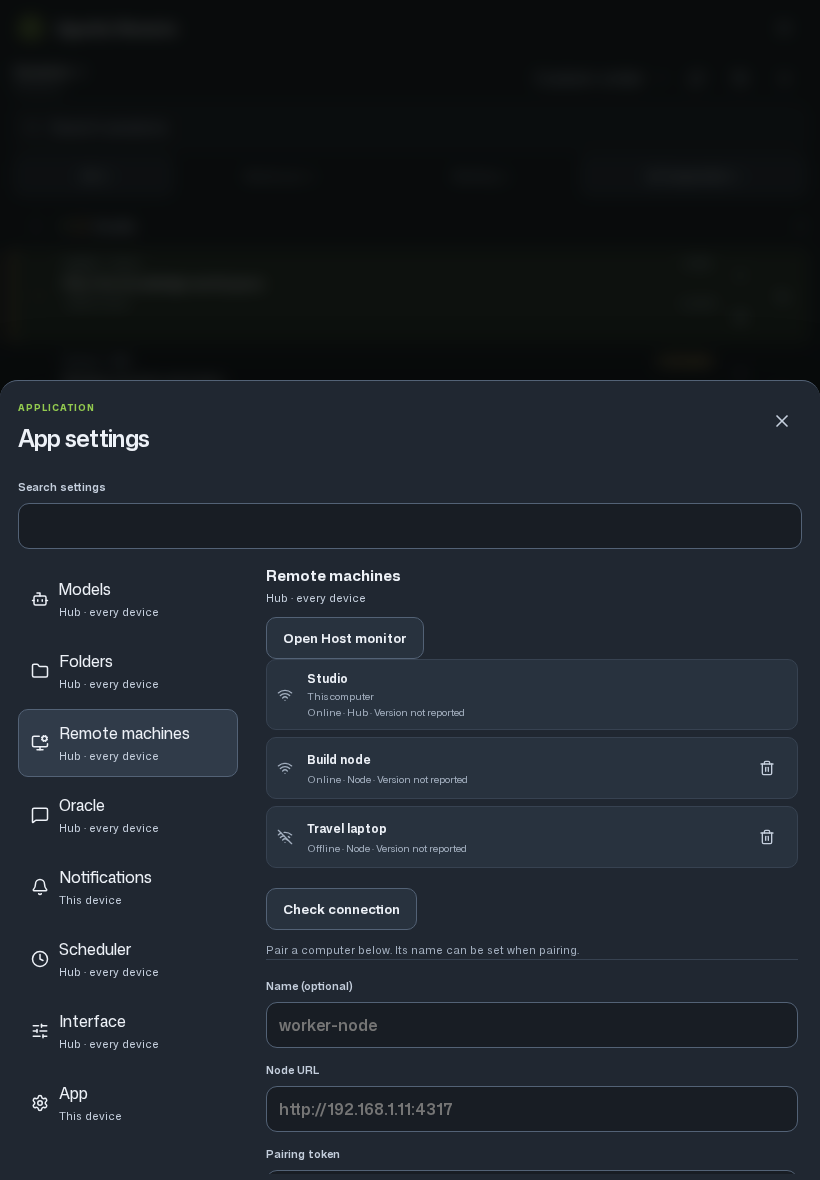 APPLICATION
App settings
Search settings
Models
Hub · every device
Folders
Hub · every device
Remote machines
Hub · every device
Oracle
Hub · every device
Notifications
This device
Scheduler
Hub · every device
Interface
Hub · every device
App
This device
Remote machines
Hub · every device
Open Host monitor
Studio
This computer
Online · Hub · Version not reported
Build node
Online · Node · Version not reported
Travel laptop
Offline · Node · Version not reported
Check connection
Pair a computer below. Its name can be set when pairing.
Name (optional)
worker-node
Node URL
http://192.168.1.11:4317
Pairing token